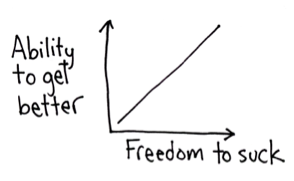 Ability
to get
better
Freedom to suck